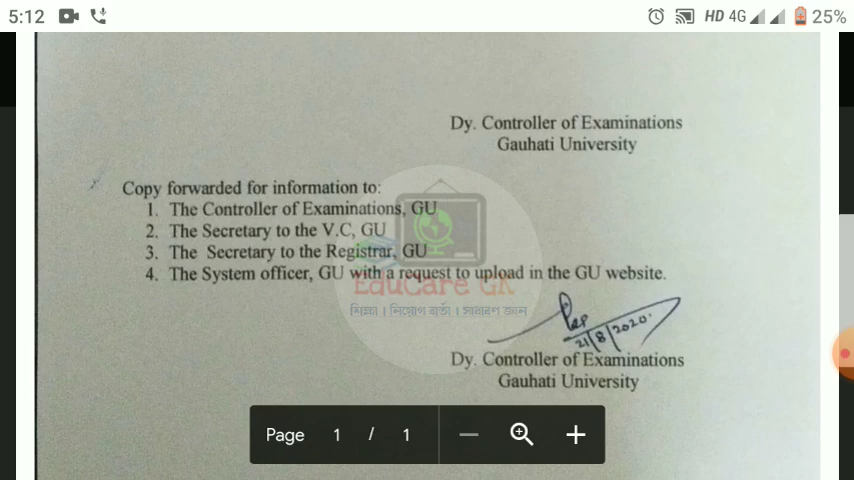 5:12
HD 4G 25%
Dy. Controller of Examinations
Gauhati University
Copy forwarded for information to:
1. The Controller of Examinations, GU
2. The Secretary to the V.C, GU
3. The Secretary to the Registrar, GU
4. The System officer, GU with a request to upload in the GU website.
EduCare GK
শিক্ষা । নিয়োগ বাৰ্তা । সাধাৰণ জ্ঞান
21/8/2020.
Dy. Controller of Examinations
Gauhati University
Page 1 / 1